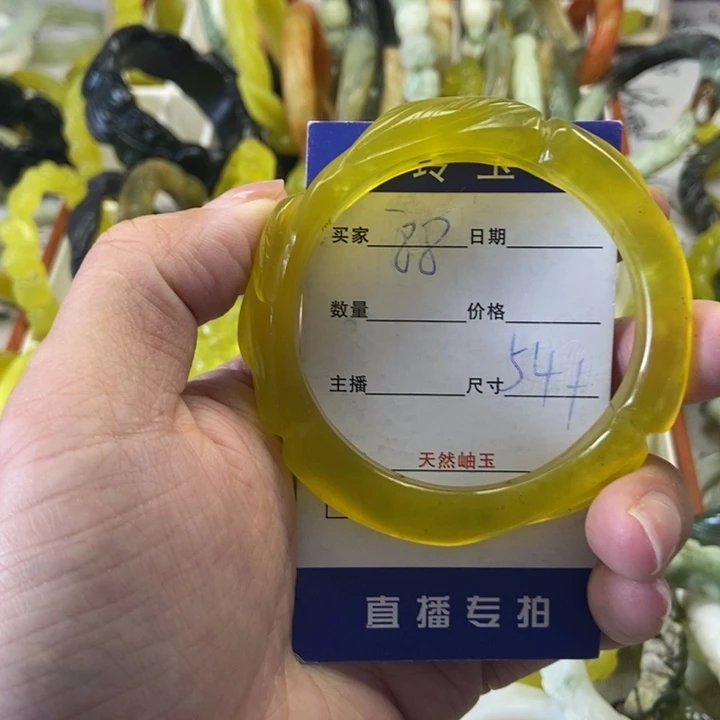 玉
买家 88 日期
数量 价格
主播 尺寸 54#
天然岫玉
直播专拍